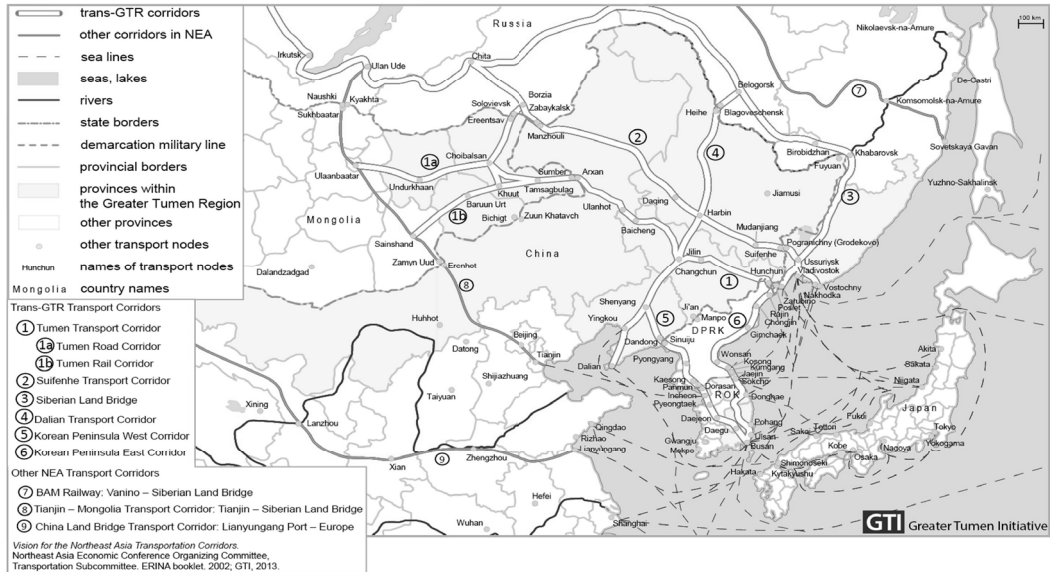 trans-GTR corridors
other corridors in NEA
sea lines
seas, lakes
rivers
state borders
demarcation military line
provincial borders
provinces within
the Greater Tumen Region
other provinces
other transport nodes
Hunchun names of transport nodes
Mongolia country names
Trans-GTR Transport Corridors
1 Tumen Transport Corridor
1a Tumen Road Corridor
1b Tumen Rail Corridor
2 Suifenhe Transport Corridor
3 Siberian Land Bridge
4 Dalian Transport Corridor
5 Korean Peninsula West Corridor
6 Korean Peninsula East Corridor
Other NEA Transport Corridors
7 BAM Railway: Vanino – Siberian Land Bridge
8 Tianjin – Mongolia Transport Corridor: Tianjin – Siberian Land Bridge
9 China Land Bridge Transport Corridor: Lianyungang Port – Europe
Vision for the Northeast Asia Transportation Corridors.
Northeast Asia Economic Conference Organizing Committee,
Transportation Subcommittee. ERINA booklet. 2002; GTI, 2013.
Russia
100 km
Nikolaevsk-na-Amure
Irkutsk
Ulan Ude
Chita
De-Castri
Belogorsk
7
Naushki
Kyakhta
Sukhbaatar
Borzia
Solovievsk
Zabaykalsk
Ereentsav
Heihe
Blagoveschensk
Komsomolsk-na-Amure
Manzhouli
2
4
Sovetskaya Gavan
1a
Choibalsan
Birobidzhan
Khabarovsk
Fuyuan
Ulaanbaatar
Undurkhaan
Sumber
Arxan
Khuut
Tamsagbulag
Yuzhno-Sakhalinsk
Jiamusi
3
Mongolia
1b
Baruun Urt
Bichigt
Zuun Khatavch
Ulanhot
Daqing
Harbin
Baicheng
Mudanjiang
Sainshand
China
Pogranichny (Grodekovo)
Suifenhe
Jilin
Dalandzadgad
Zamyn Uud
Erenhot
Changchun
Hunchun
Ussuriysk
Vladivostok
1
8
Vostochny
Nakhodka
Zarubino
Posiet
Rajin
Chongjin
Shenyang
Ji'an
Manpo
Yingkou
5
6
DPRK
Gimchaek
Huhhot
Beijing
Dandong
Sinuiju
Datong
Tianjin
Pyongyang
Wonsan
Kosong
Kumgang
Jaejin
Sokcho
Akita
Sakata
Dalian
Shijiazhuang
Kaesong
Panmun
Dorasan
Incheon
ROK
Pyeongtaek
Donghae
Niigata
Xining
Taiyuan
Japan
Daejeon
Fukui
Lanzhou
Qingdao
Daegu
Pohang
Tottori
Sakai
Tokyo
Rizhao
Gwangju
Ulsan
Kobe
Yokogama
Lianyungang
Mokpo
Busan
Nagoya
Osaka
Xian
9
Zhengzhou
Shimonoseki
Hakata
Kytakyushu
Hefei
Wuhan
Shanghai
GTI Greater Tumen Initiative